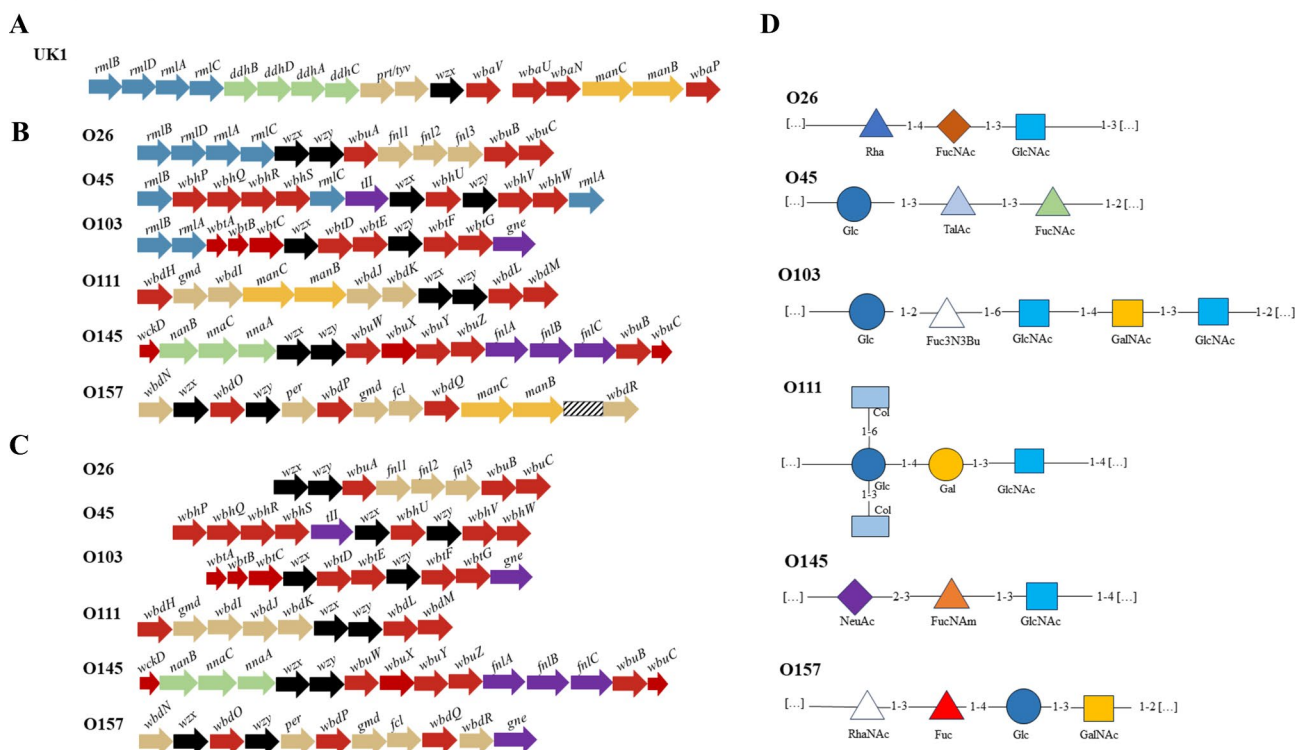 A
UK1
rmlB rmlD rmlA rmlC ddhB ddhD ddhA ddhC prt/tyv wzx wbaV wbaU wbaN manC manB wbaP
B
O26
rmlB rmlD rmlA rmlC wzx wzy wbuA fnl1 fnl2 fnl3 wbuB wbuC
O45
rmlB wbhP wbhQ wbhR wbhS rmlC tll wzx wbhU wzy wbhV wbhW rmlA
O103
rmlB rmlA wbtA wbtB wbtC wzx wbtD wbtE wzy wbtF wbtG gne
O111
wbdH gmd wbdI manC manB wbdJ wbdK wzx wzy wbdL wbdM
O145
wckD nanB nnaC nnaA wzx wzy wbuW wbuX wbuY wbuZ fnlA fnlB fnlC wbuB wbuC
O157
wbdN wzx wbdO wzy per wbdP gmd fcl wbdQ manC manB wbdR
C
O26
wzx wzy wbuA fnl1 fnl2 fnl3 wbuB wbuC
O45
wbhP wbhQ wbhR wbhS tll wzx wbhU wzy wbhV wbhW
O103
wbtA wbtB wbtC wzx wbtD wbtE wzy wbtF wbtG gne
O111
wbdH gmd wbdI wbdJ wbdK wzx wzy wbdL wbdM
O145
wckD nanB nnaC nnaA wzx wzy wbuW wbuX wbuY wbuZ fnlA fnlB fnlC wbuB wbuC
O157
wbdN wzx wbdO wzy per wbdP gmd fcl wbdQ wbdR gne
D
O26
[...] 1-4 1-3 1-3 [...]
Rha FucNAc GlcNAc
O45
[...] 1-3 1-3 1-2 [...]
Glc TalAc FucNAc
O103
[...] 1-2 1-6 1-4 1-3 1-2 [...]
Glc Fuc3N3Bu GlcNAc GalNAc GlcNAc
O111
Col
1-6
[...] 1-4 1-3 1-4 [...]
Glc Gal GlcNAc
1-3
Col
O145
[...] 2-3 1-3 1-4 [...]
NeuAc FucNAm GlcNAc
O157
[...] 1-3 1-4 1-3 1-2 [...]
RhaNAc Fuc Glc GalNAc